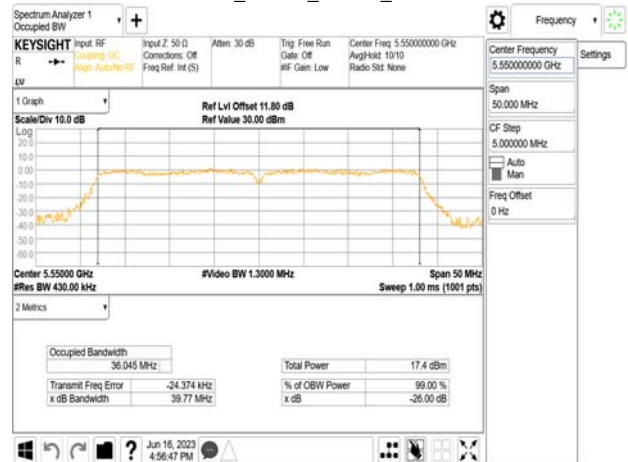 Spectrum Analyzer 1
Occupied BW
Frequency
KEYSIGHT
Input: RF
Coupling: DC
Align: Auto/No RF
Input Z: 50 Ω
Corrections: Off
Freq Ref: Int (S)
Atten: 30 dB
Trig: Free Run
Gate: Off
#IF Gain: Low
Center Freq: 5.550000000 GHz
Avg|Hold: 10/10
Radio Std: None
R
Center Frequency
5.550000000 GHz
Settings
Span
50.000 MHz
CF Step
5.000000 MHz
Auto
Man
Freq Offset
0 Hz
1 Graph
Scale/Div 10.0 dB
Ref Lvl Offset 11.80 dB
Ref Value 30.00 dBm
Log
20.0
10.0
0.00
-10.0
-20.0
-30.0
-40.0
-50.0
-60.0
Center 5.55000 GHz
#Res BW 430.00 kHz
#Video BW 1.3000 MHz
Span 50 MHz
Sweep 1.00 ms (1001 pts)
2 Metrics
Occupied Bandwidth
36.045 MHz
Total Power 17.4 dBm
Transmit Freq Error -24.374 kHz
% of OBW Power 99.00 %
x dB Bandwidth 39.77 MHz
x dB -26.00 dB
?
Jun 16, 2023
4:56:47 PM